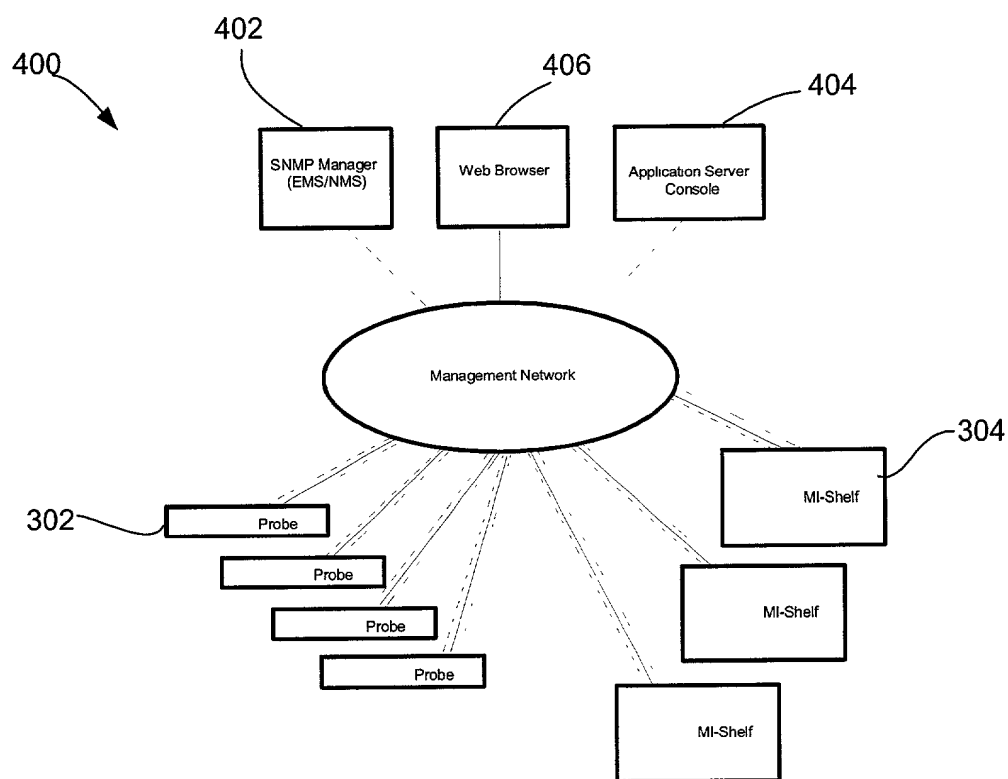 400
402
406
404
SNMP Manager
(EMS/NMS)
Web Browser
Application Server
Console
Management Network
304
MI-Shelf
302
Probe
Probe
MI-Shelf
Probe
Probe
MI-Shelf